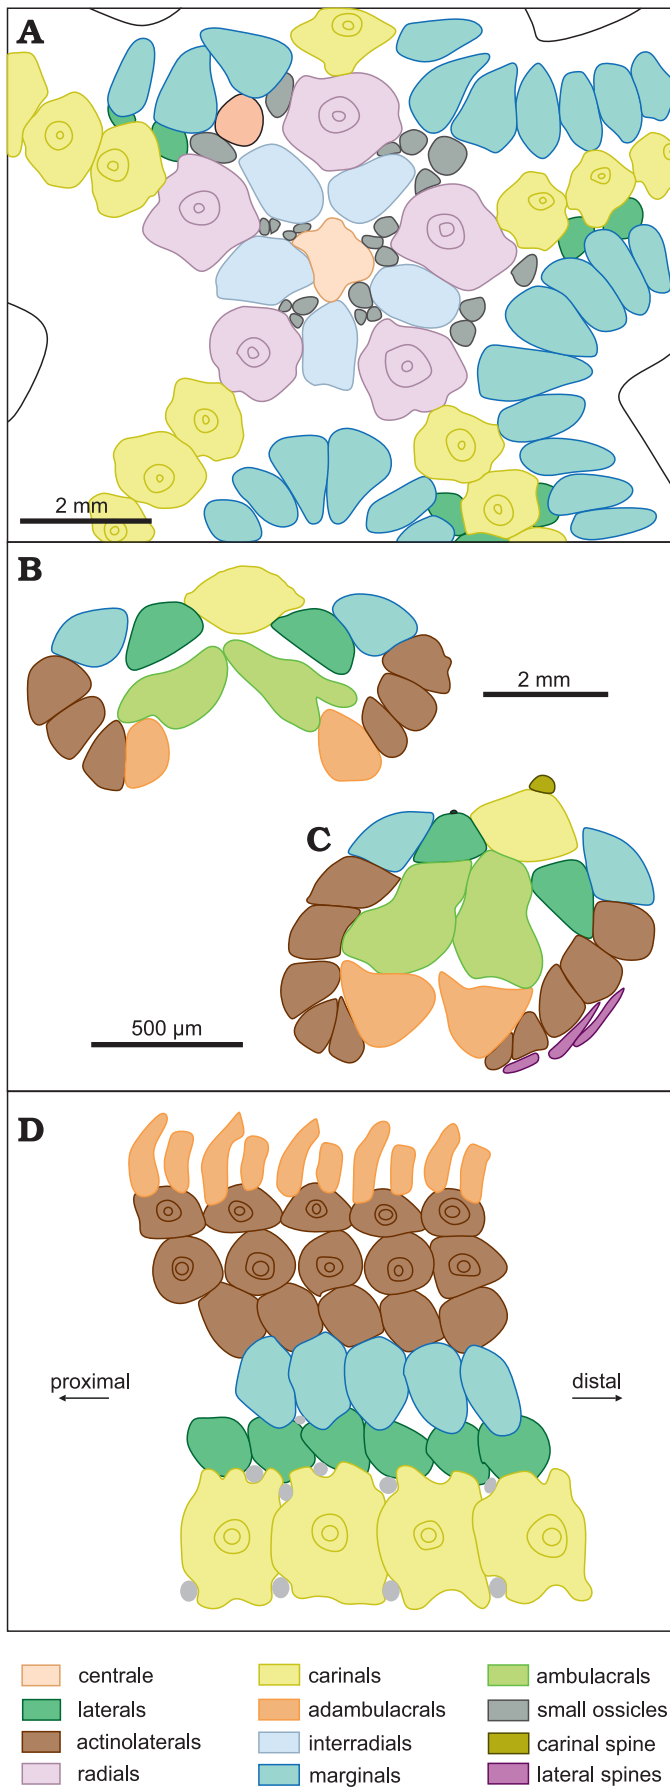 A
2 mm
B
2 mm
C
500 µm
D
proximal
distal
centrale
carinals
ambulacrals
laterals
adambulacrals
small ossicles
actinolaterals
interradials
carinal spine
radials
marginals
lateral spines